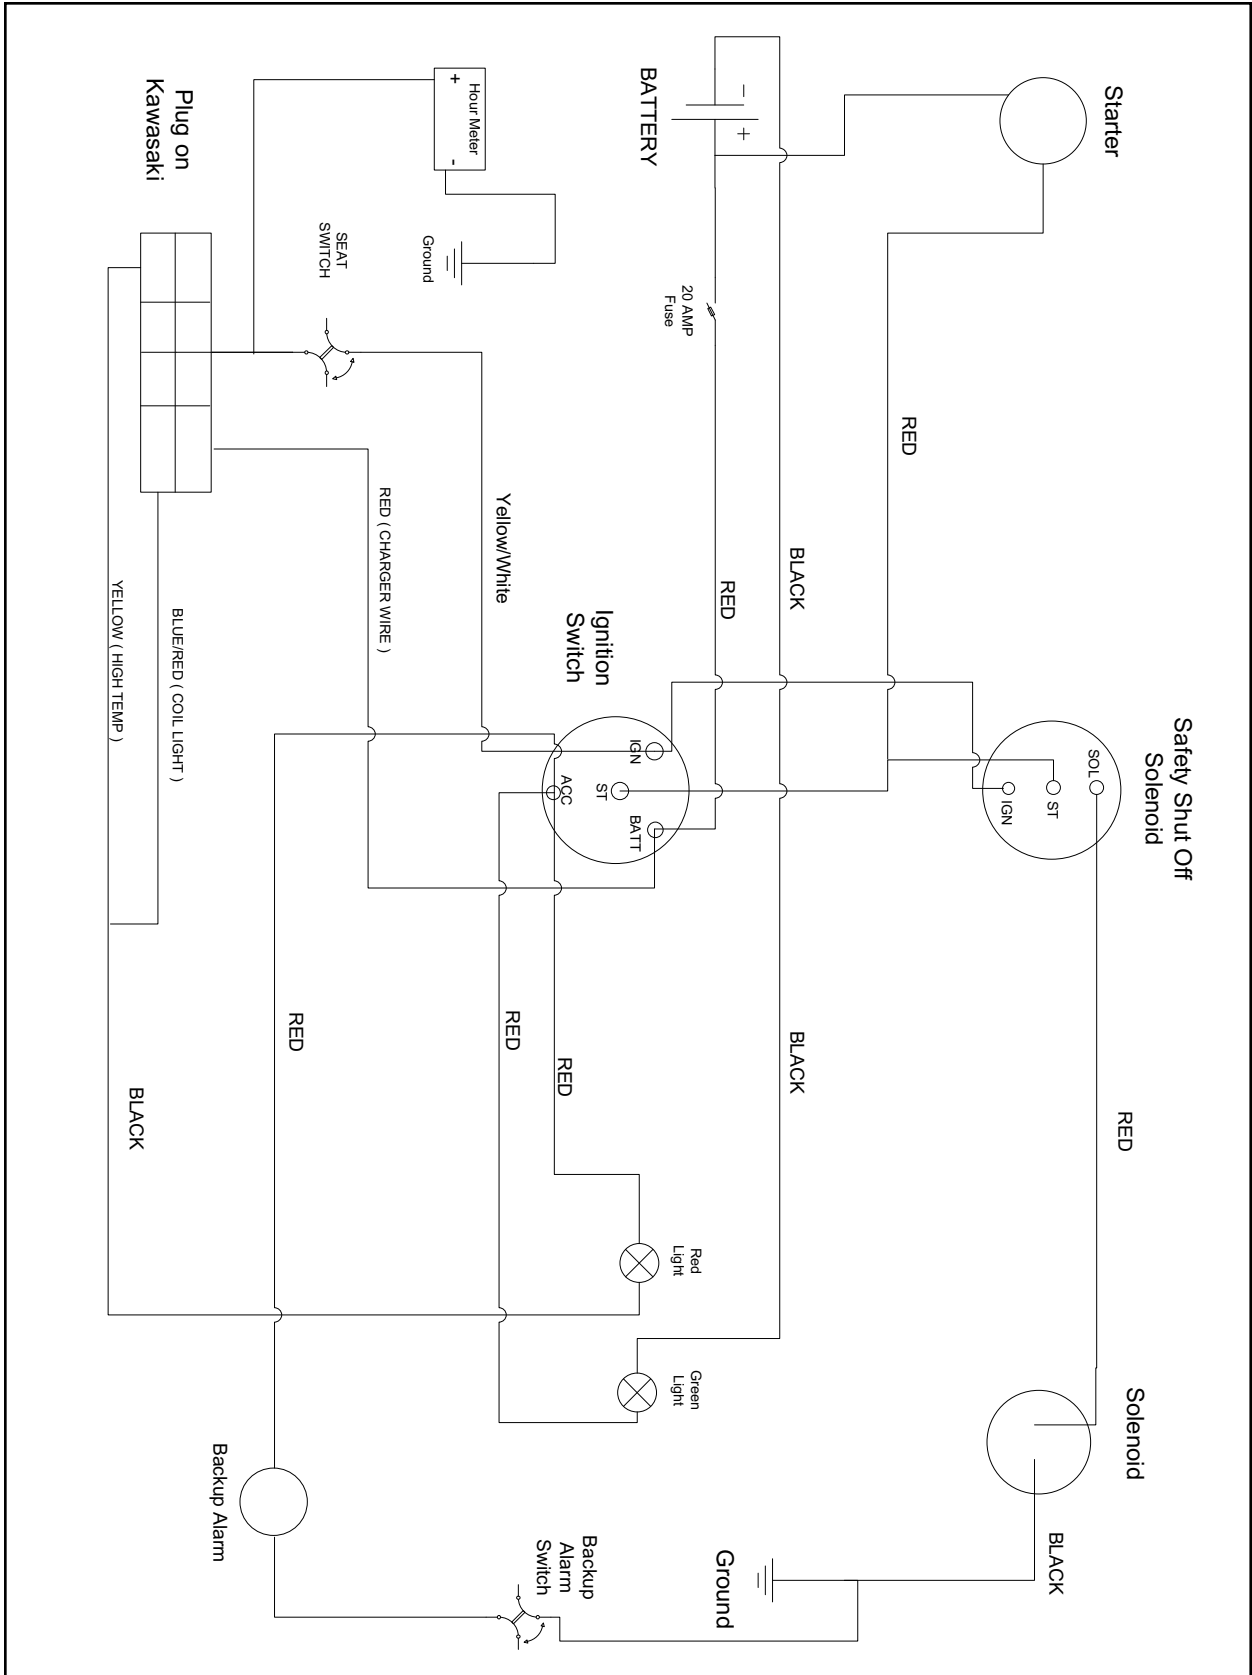 Starter
BATTERY
-
+
Hour Meter
+
-
Plug on
Kawasaki
Ground
SEAT
SWITCH
20 AMP
Fuse
RED
Yellow/White
RED ( CHARGER WIRE )
BLACK
RED
YELLOW ( HIGH TEMP )
BLUE/RED ( COIL LIGHT )
Ignition
Switch
IGN
ST
ACC
BATT
Safety Shut Off
Solenoid
SOL
ST
IGN
RED
RED
RED
BLACK
BLACK
RED
Red
Light
Green
Light
Solenoid
BLACK
Ground
Backup
Alarm
Switch
Backup Alarm